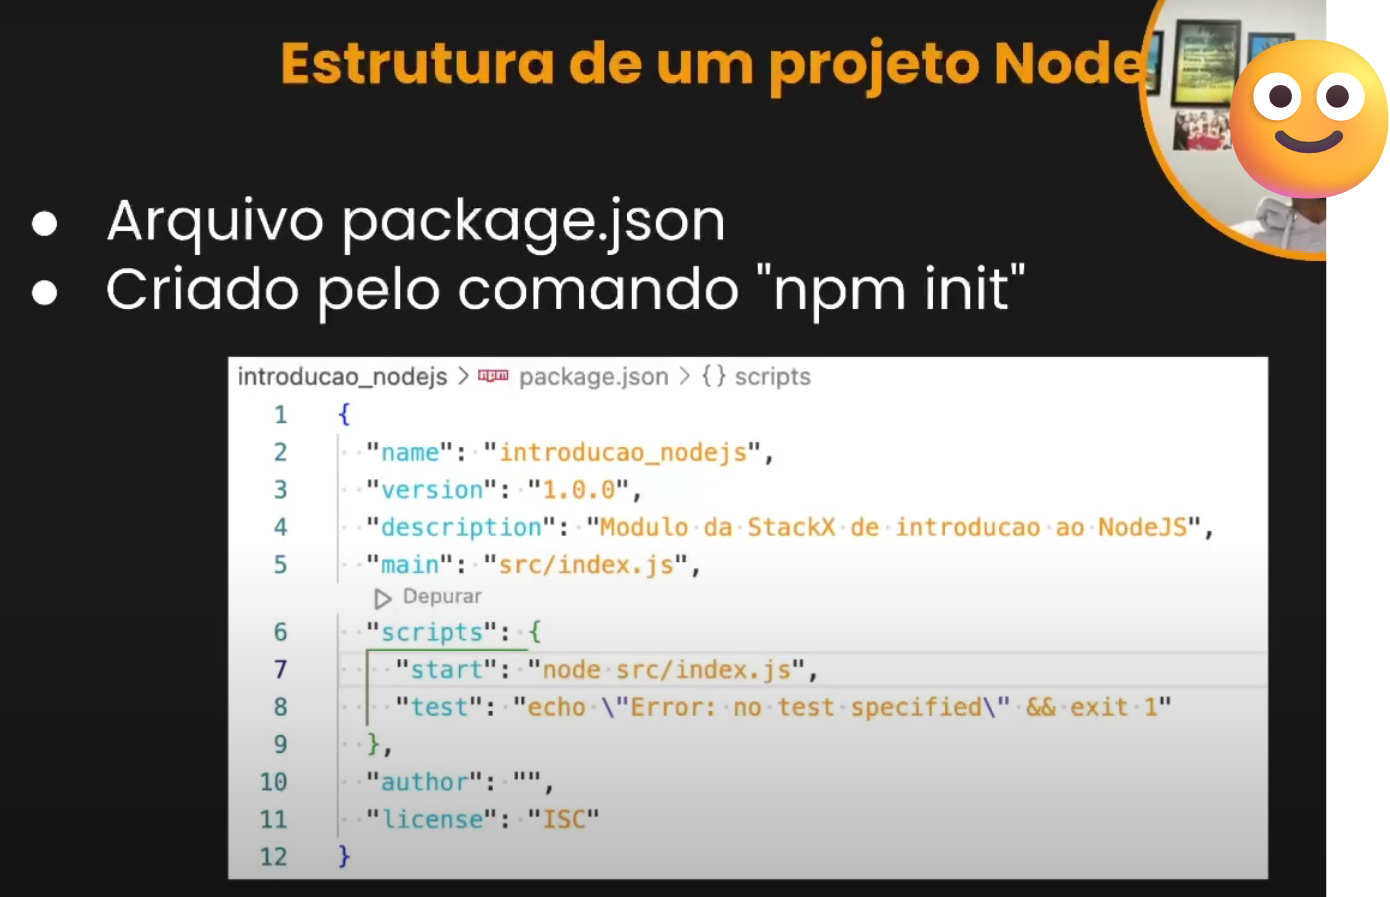 Estrutura de um projeto Node
● Arquivo package.json
● Criado pelo comando "npm init"
introducao_nodejs > npm package.json > {} scripts
1 {
2 "name": "introducao_nodejs",
3 "version": "1.0.0",
4 "description": "Modulo da StackX de introducao ao NodeJS",
5 "main": "src/index.js",
Depurar
6 "scripts": {
7 "start": "node src/index.js",
8 "test": "echo \"Error: no test specified\" && exit 1"
9 },
10 "author": "",
11 "license": "ISC"
12 }